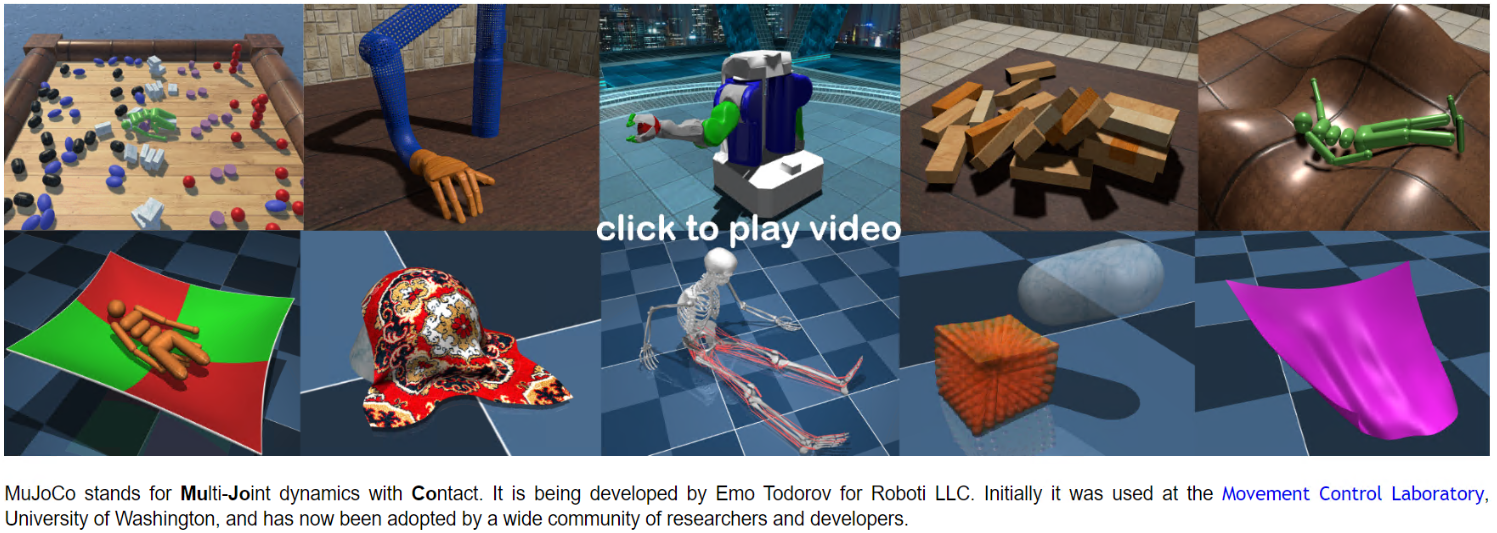 click to play video
MuJoCo stands for Multi-Joint dynamics with Contact. It is being developed by Emo Todorov for Roboti LLC. Initially it was used at the Movement Control Laboratory,
University of Washington, and has now been adopted by a wide community of researchers and developers.